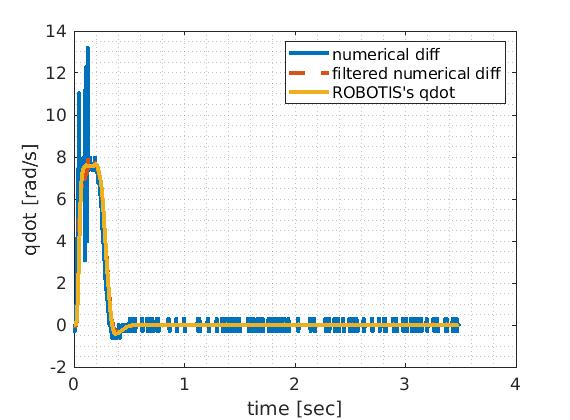 14
12
10
8
6
4
2
0
-2
qdot [rad/s]
numerical diff
filtered numerical diff
ROBOTIS's qdot
0 1 2 3 4
time [sec]